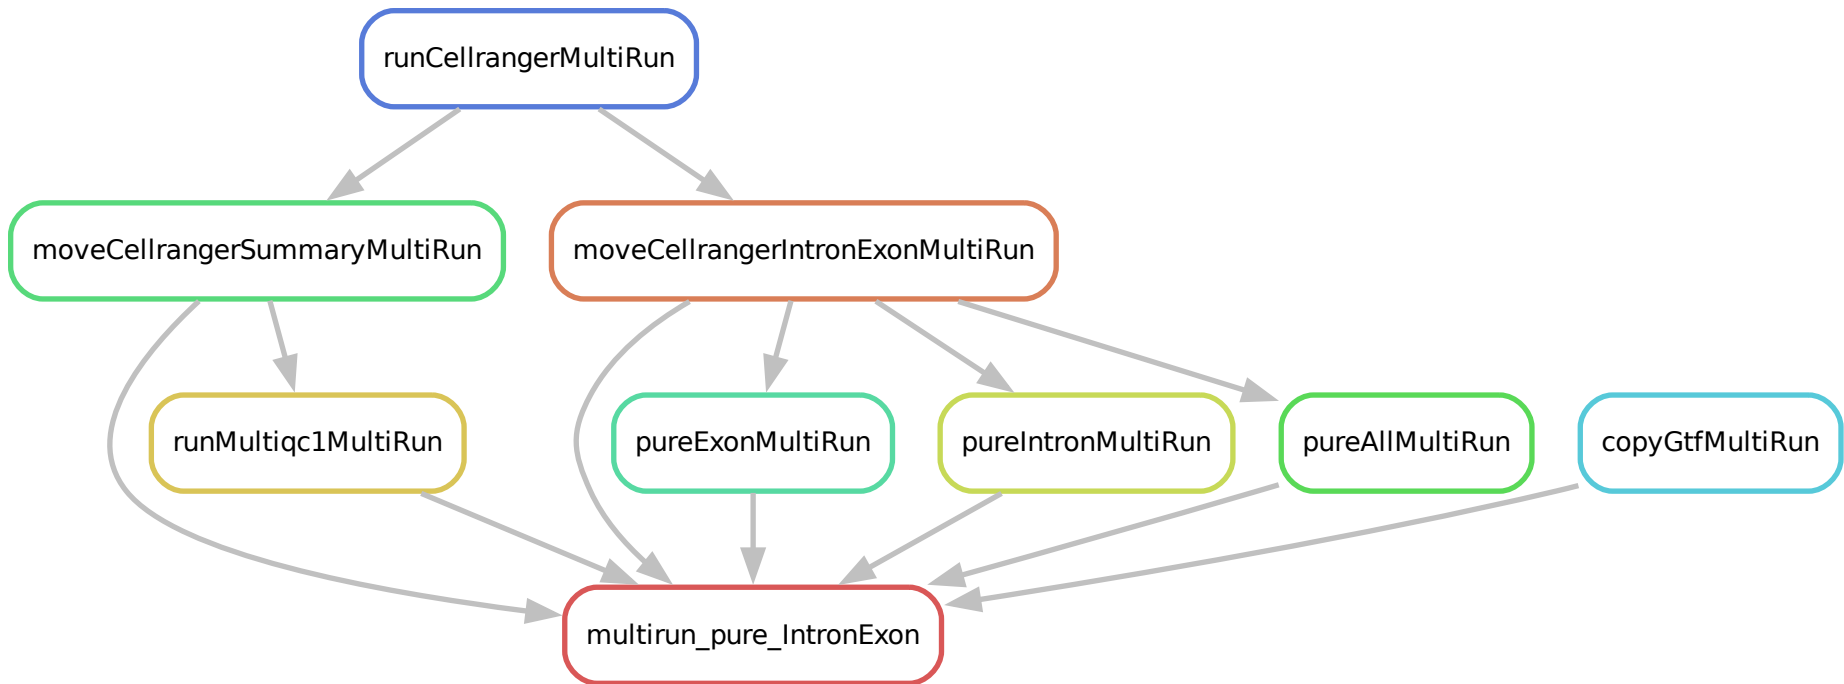 runCellrangerMultiRun
moveCellrangerSummaryMultiRun
moveCellrangerIntronExonMultiRun
runMultiqc1MultiRun
pureExonMultiRun
pureIntronMultiRun
pureAllMultiRun
copyGtfMultiRun
multirun_pure_IntronExon